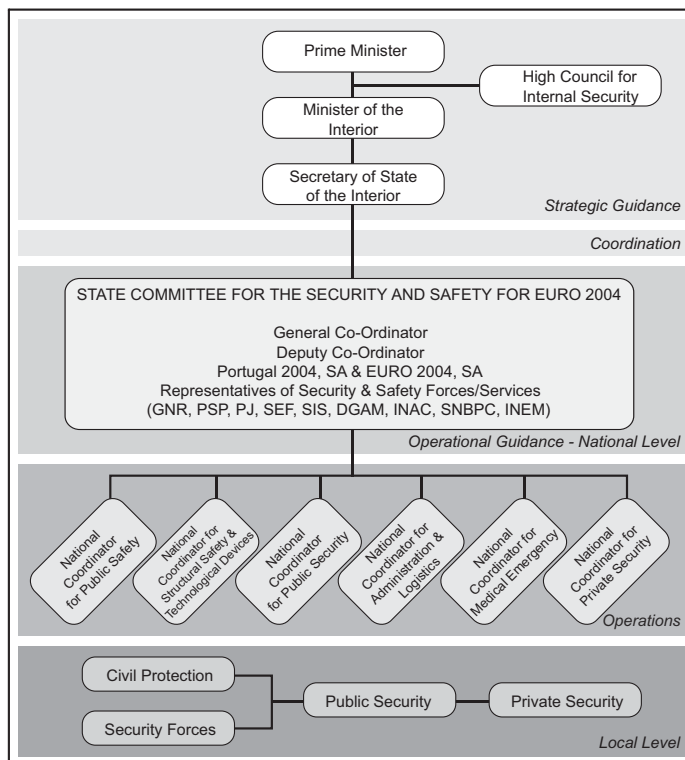 Prime Minister
High Council for
Internal Security
Minister of the
Interior
Secretary of State
of the Interior
Strategic Guidance
Coordination
STATE COMMITTEE FOR THE SECURITY AND SAFETY FOR EURO 2004
General Co-Ordinator
Deputy Co-Ordinator
Portugal 2004, SA & EURO 2004, SA
Representatives of Security & Safety Forces/Services
(GNR, PSP, PJ, SEF, SIS, DGAM, INAC, SNBPC, INEM)
Operational Guidance - National Level
National
Coordinator
for Public Safety
National
Coordinator for
Structural Safety &
Technological Devices
National
Coordinator
for Public Security
National
Coordinator for
Administration &
Logistics
National
Coordinator for
Medical Emergency
National
Coordinator for
Private Security
Operations
Civil Protection
Security Forces
Public Security
Private Security
Local Level